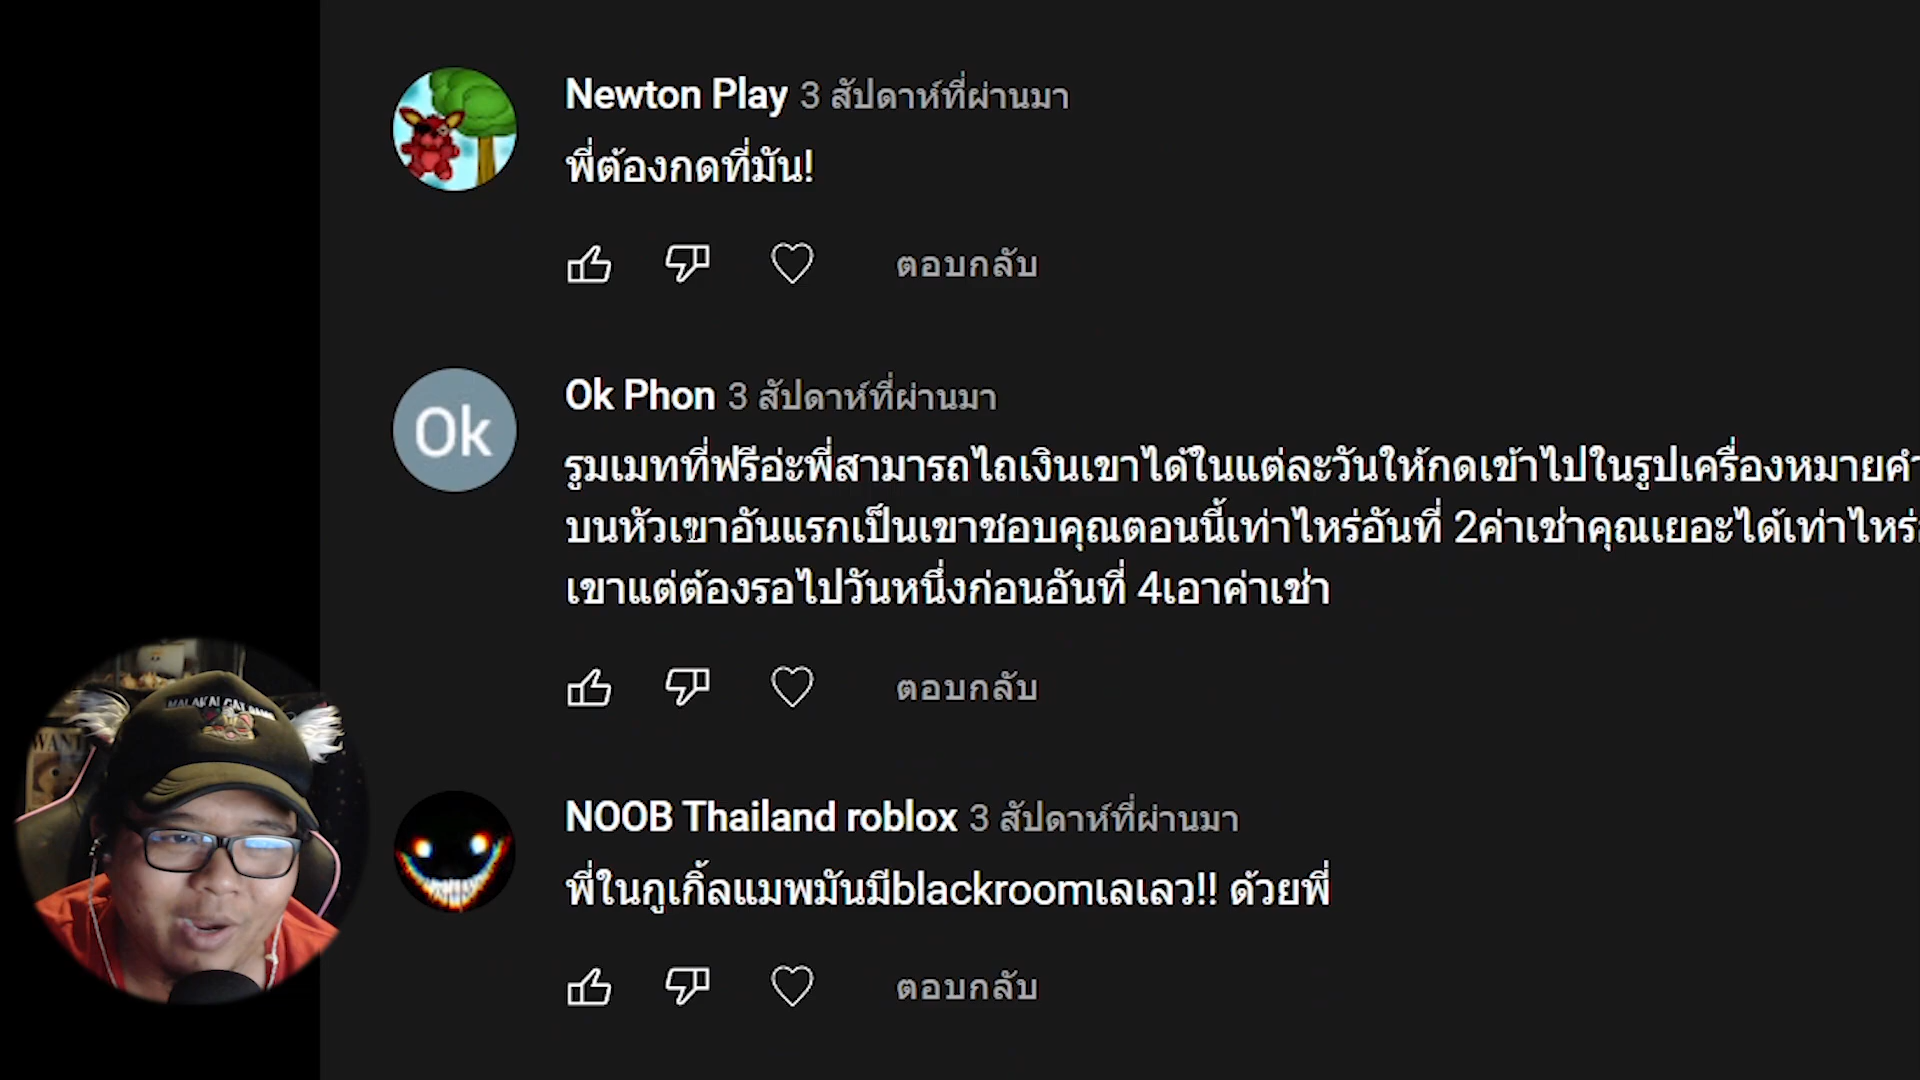 Newton Play 3 สัปดาห์ที่ผ่านมา
พี่ต้องกดที่มัน!
ตอบกลับ
Ok
Ok Phon 3 สัปดาห์ที่ผ่านมา
รูมเมทที่ฟรีอ่ะพี่สามารถไถเงินเขาได้ในแต่ละวันให้กดเข้าไปในรูปเครื่องหมายคำ
บนหัวเขาอันแรกเป็นเขาชอบคุณตอนนี้เท่าไหร่อันที่ 2ค่าเช่าคุณเยอะได้เท่าไหร่
เขาแต่ต้องรอไปวันหนึ่งก่อนอันที่ 4เอาค่าเช่า
ตอบกลับ
NOOB Thailand roblox 3 สัปดาห์ที่ผ่านมา
พี่ในกูเกิ้ลแมพมันมีblackroomเลเลว!! ด้วยพี่
ตอบกลับ